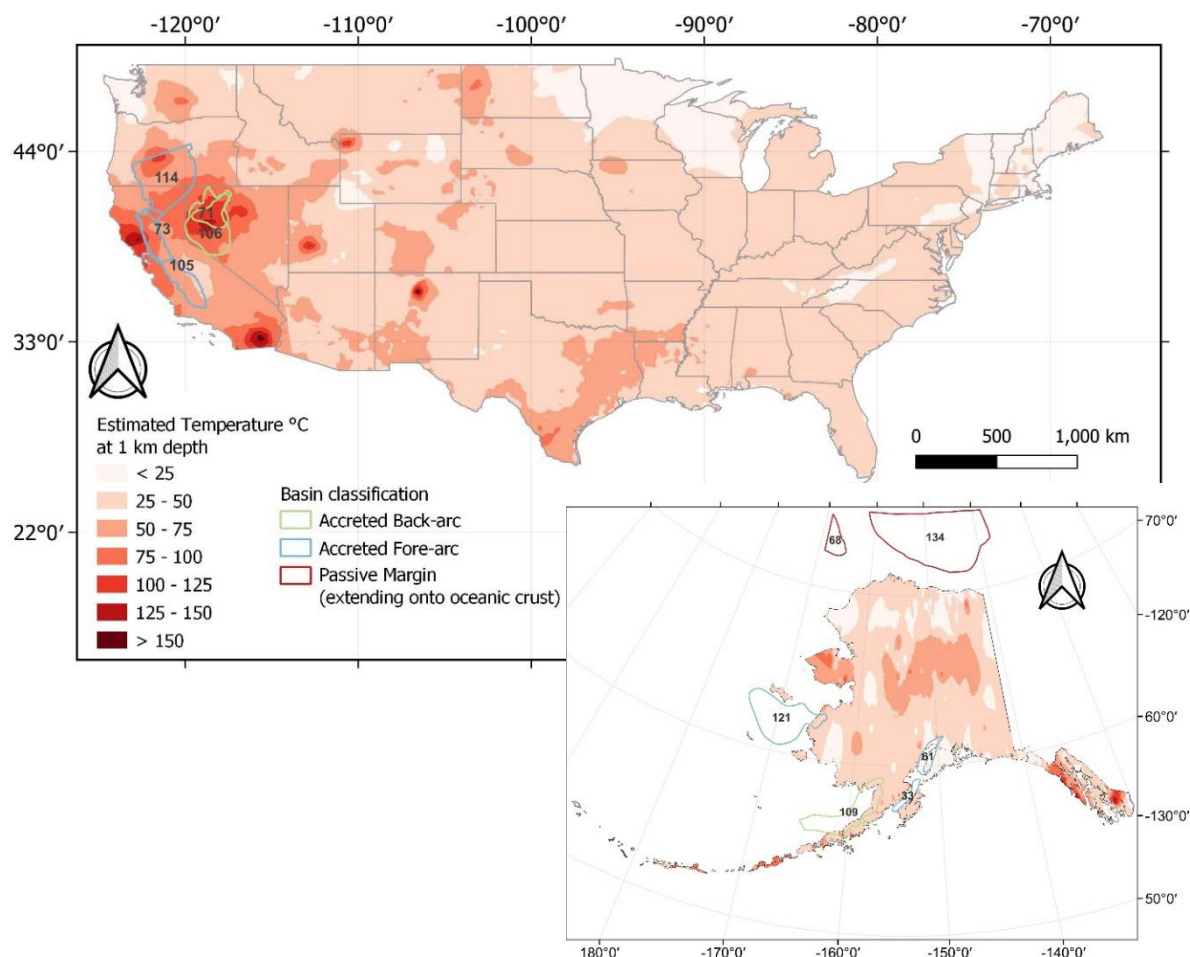 -120°0′ -110°0′ -100°0′ -90°0′ -80°0′ -70°0′
44°0′
114
71
73
106
105
33°0′
Estimated Temperature °C
at 1 km depth
< 25
25 - 50
50 - 75
75 - 100
100 - 125
125 - 150
> 150
Basin classification
Accreted Back-arc
Accreted Fore-arc
Passive Margin
(extending onto oceanic crust)
0 500 1,000 km
22°0′
70°0′
68
134
-120°0′
121
60°0′
61
33
109
-130°0′
50°0′
180°0′ -170°0′ -160°0′ -150°0′ -140°0′